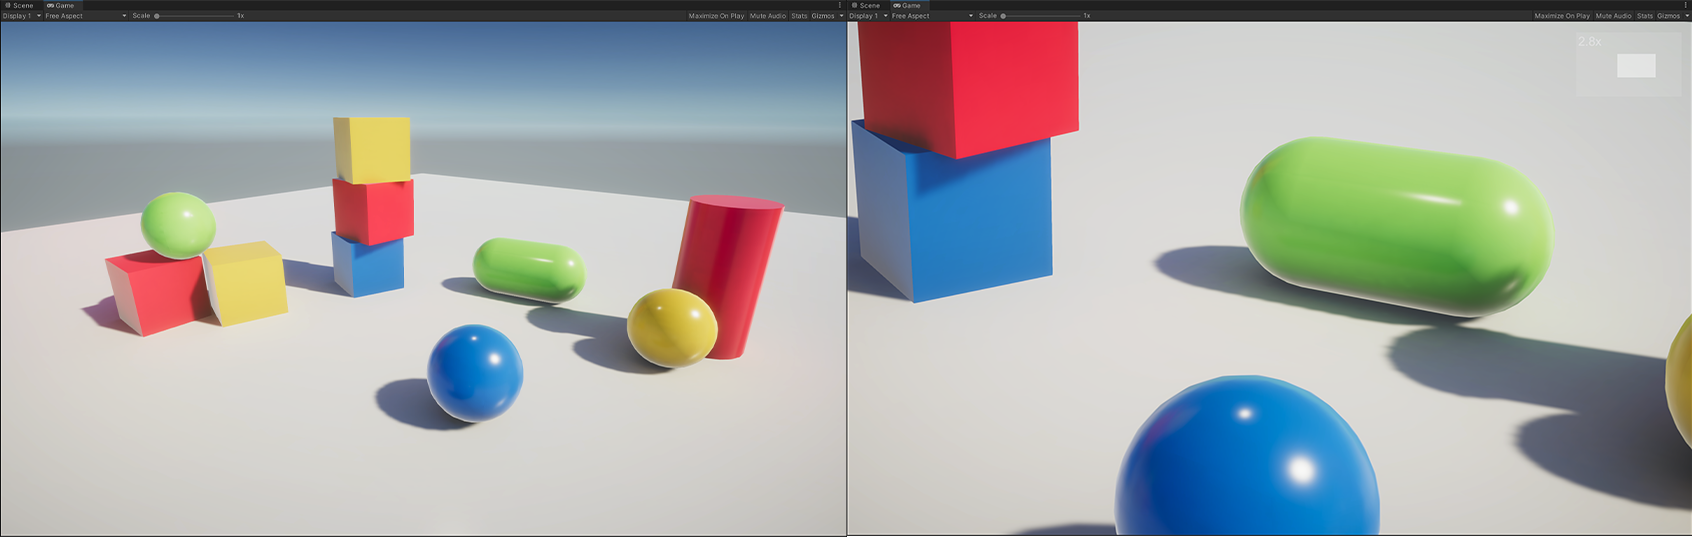 Scene Game
Display 1 Free Aspect Scale 1x Maximize On Play Mute Audio Stats Gizmos
Scene Game
Display 1 Free Aspect Scale 1x Maximize On Play Mute Audio Stats Gizmos
2.8x